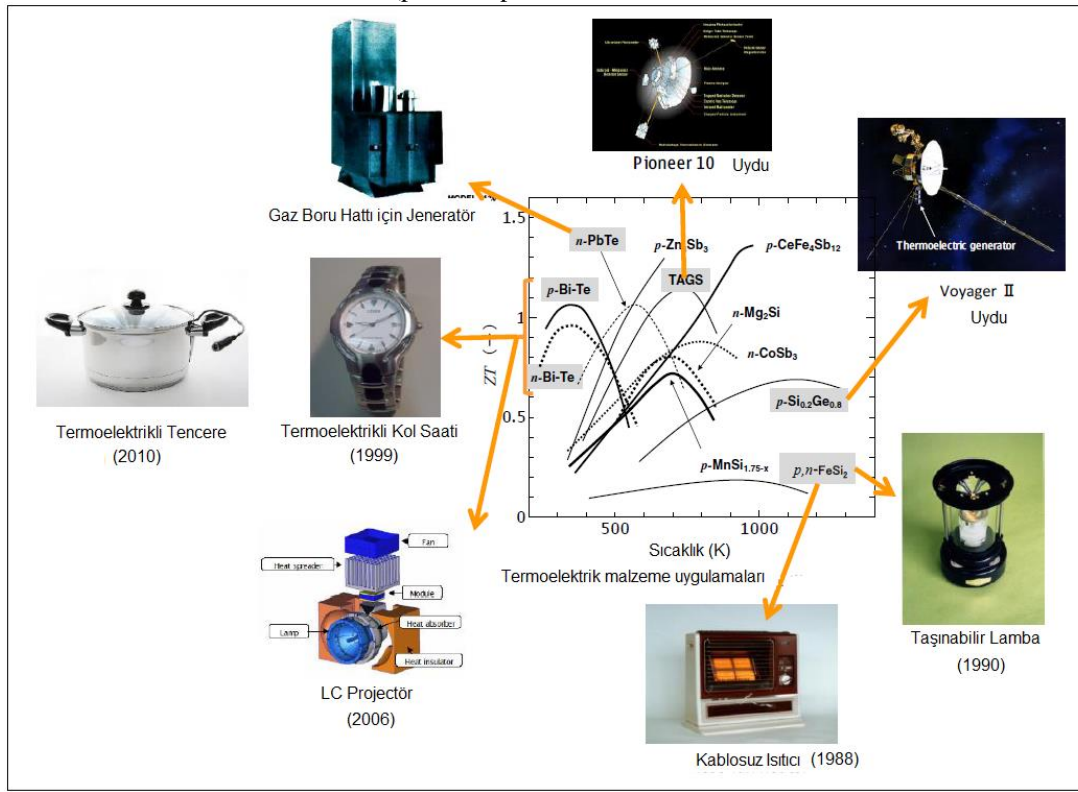 Pioneer 10 Uydu
Gaz Boru Hattı için Jeneratör
Thermoelectric generator
Voyager II
Uydu
1.5
n-PbTe
p-CeFe4Sb12
TAGS
p-Bi-Te
n-Mg2Si
1
n-CoSb3
ZT (−)
n-Bi-Te
p-Si0.2Ge0.8
0.5
p-MnSi1.75-x
p,n-FeSi2
0
500
1000
Sıcaklık (K)
Termoelektrik malzeme uygulamaları
Termoelektrikli Tencere
(2010)
Termoelektrikli Kol Saati
(1999)
Fan
Heat spreader
Module
Heat absorber
Lamp
Heat insulator
LC Projectör
(2006)
Taşınabilir Lamba
(1990)
Kablosuz Isıtıcı (1988)